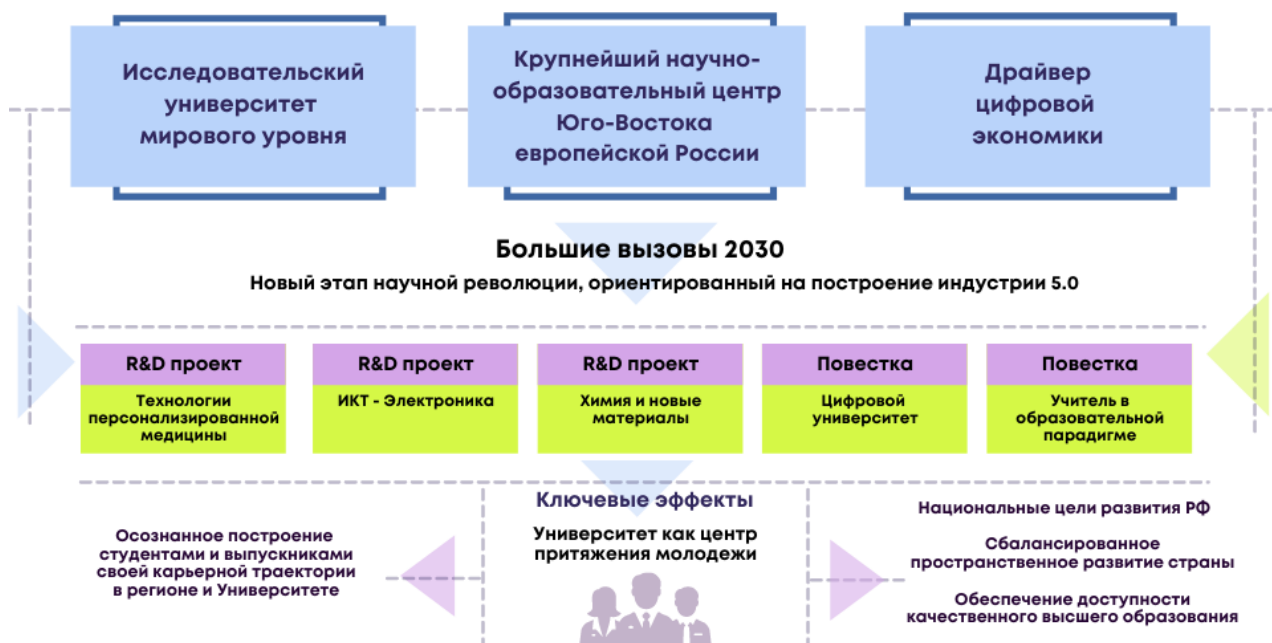 Исследовательский
университет
мирового уровня
Крупнейший научно-
образовательный центр
Юго-Востока
европейской России
Драйвер
цифровой
экономики
Большие вызовы 2030
Новый этап научной революции, ориентированный на построение индустрии 5.0
R&D проект
Технологии
персонализированной
медицины
R&D проект
ИКТ - Электроника
R&D проект
Химия и новые
материалы
Повестка
Цифровой
университет
Повестка
Учитель в
образовательной
парадигме
Осознанное построение
студентами и выпускниками
своей карьерной траектории
в регионе и Университете
Ключевые эффекты
Университет как центр
притяжения молодежи
Национальные цели развития РФ
Сбалансированное
пространственное развитие страны
Обеспечение доступности
качественного высшего образования